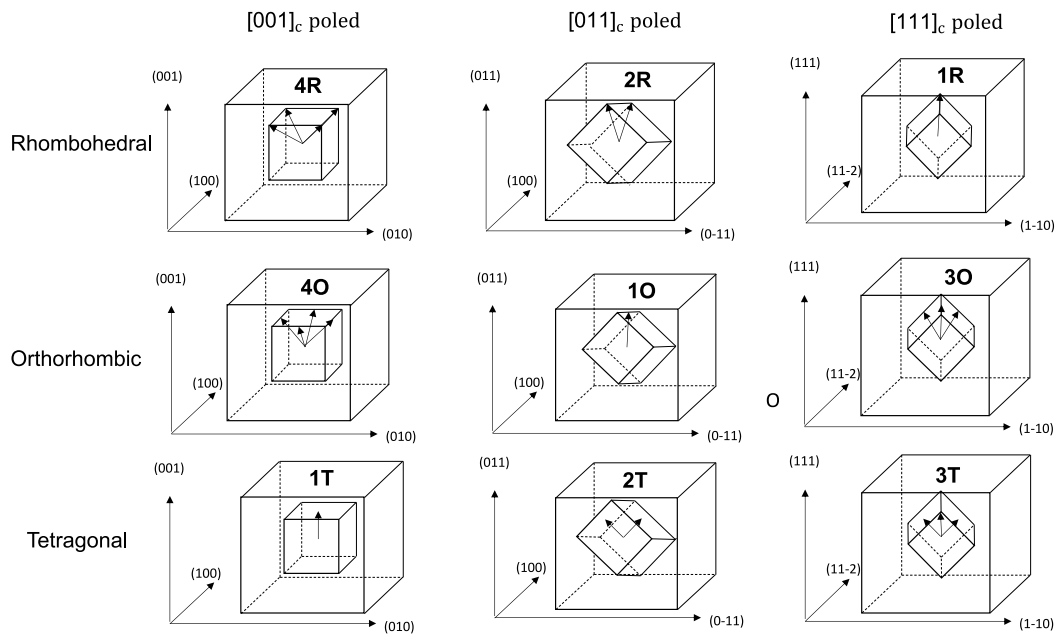 [001]c poled
[011]c poled
[111]c poled
Rhombohedral
(001)
4R
(100)
(010)
(011)
2R
(100)
(0-11)
(111)
1R
(11-2)
(1-10)
Orthorhombic
(001)
4O
(100)
(010)
(011)
1O
(100)
(0-11)
O
(111)
3O
(11-2)
(1-10)
Tetragonal
(001)
1T
(100)
(010)
(011)
2T
(100)
(0-11)
(111)
3T
(11-2)
(1-10)